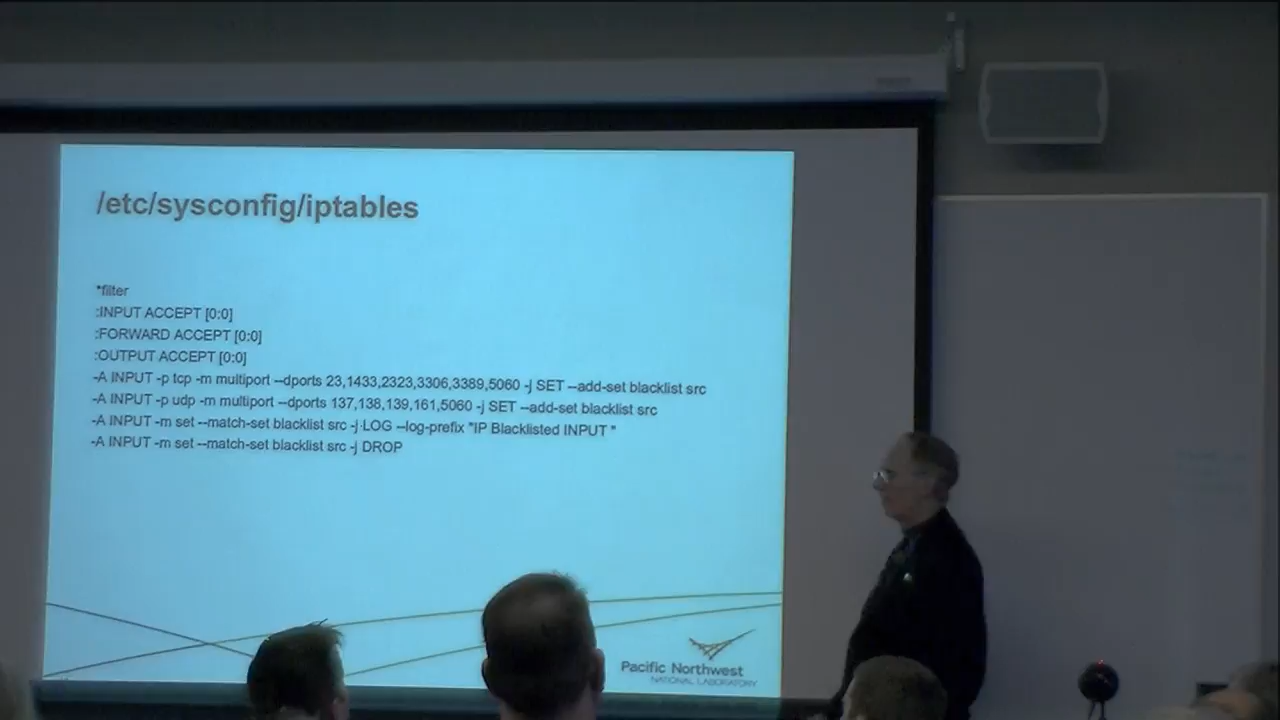 /etc/sysconfig/iptables
*filter
:INPUT ACCEPT [0:0]
:FORWARD ACCEPT [0:0]
:OUTPUT ACCEPT [0:0]
-A INPUT -p tcp -m multiport --dports 23,1433,2323,3306,3389,5060 -j SET --add-set blacklist src
-A INPUT -p udp -m multiport --dports 137,138,139,161,5060 -j SET --add-set blacklist src
-A INPUT -m set --match-set blacklist src -j LOG --log-prefix "IP Blacklisted INPUT "
-A INPUT -m set --match-set blacklist src -j DROP
Pacific Northwest
NATIONAL LABORATORY